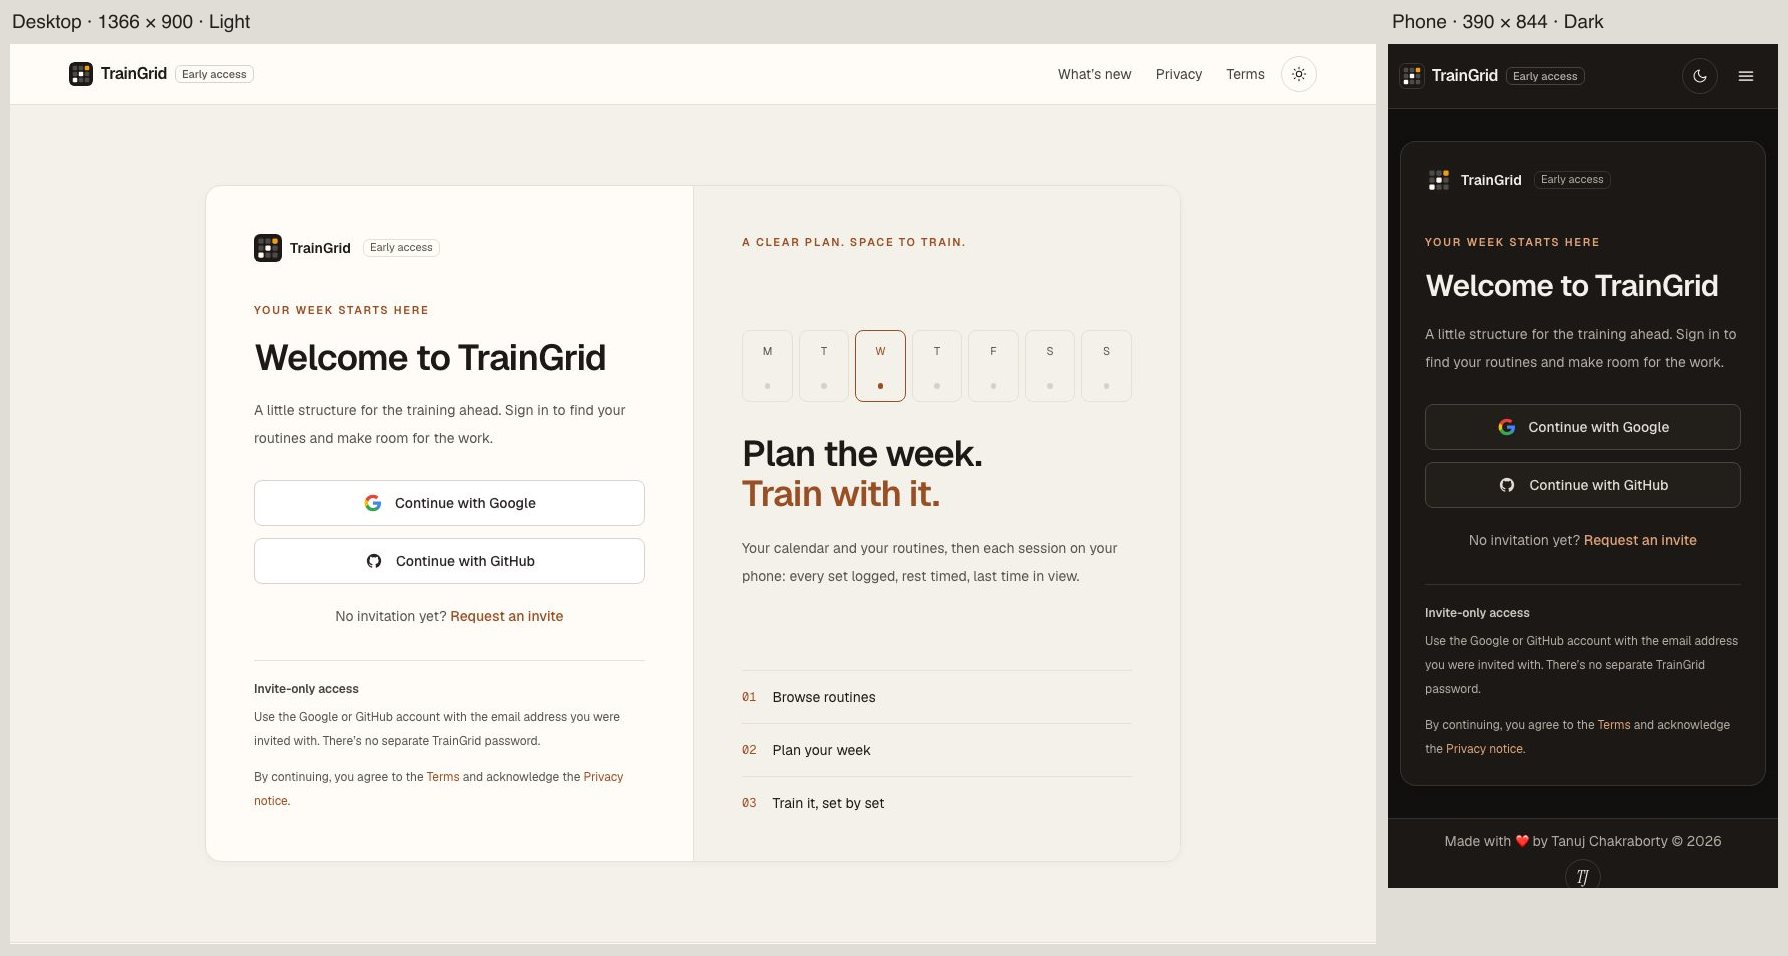 Desktop · 1366 × 900 · Light
TrainGrid
Early access
What's new
Privacy
Terms
TrainGrid
Early access
YOUR WEEK STARTS HERE
Welcome to TrainGrid
A little structure for the training ahead. Sign in to find your
routines and make room for the work.
Continue with Google
Continue with GitHub
No invitation yet? Request an invite
Invite-only access
Use the Google or GitHub account with the email address you were
invited with. There's no separate TrainGrid password.
By continuing, you agree to the Terms and acknowledge the Privacy
notice.
A CLEAR PLAN. SPACE TO TRAIN.
M T W T F S S
Plan the week.
Train with it.
Your calendar and your routines, then each session on your
phone: every set logged, rest timed, last time in view.
01 Browse routines
02 Plan your week
03 Train it, set by set
Phone · 390 × 844 · Dark
TrainGrid
Early access
TrainGrid
Early access
YOUR WEEK STARTS HERE
Welcome to TrainGrid
A little structure for the training ahead. Sign in to
find your routines and make room for the work.
Continue with Google
Continue with GitHub
No invitation yet? Request an invite
Invite-only access
Use the Google or GitHub account with the email address
you were invited with. There's no separate TrainGrid
password.
By continuing, you agree to the Terms and acknowledge
the Privacy notice.
Made with ❤️ by Tanuj Chakraborty © 2026
TJ